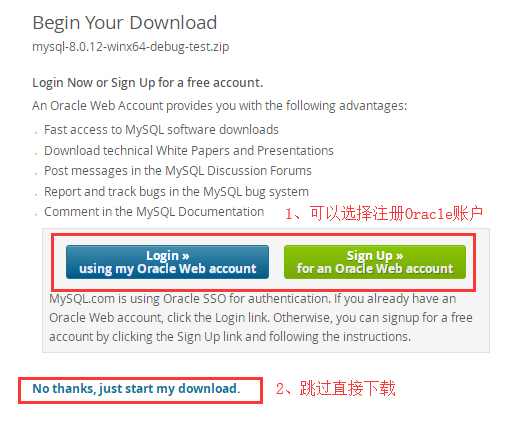 Begin Your Download
mysql-8.0.12-winx64-debug-test.zip
Login Now or Sign Up for a free account.
An Oracle Web Account provides you with the following advantages:
Fast access to MySQL software downloads
Download technical White Papers and Presentations
Post messages in the MySQL Discussion Forums
Report and track bugs in the MySQL bug system
Comment in the MySQL Documentation
1、可以选择注册Oracle账户
Login »
using my Oracle Web account
Sign Up »
for an Oracle Web account
MySQL.com is using Oracle SSO for authentication. If you already have an
Oracle Web account, click the Login link. Otherwise, you can signup for a free
account by clicking the Sign Up link and following the instructions.
No thanks, just start my download.
2、跳过直接下载